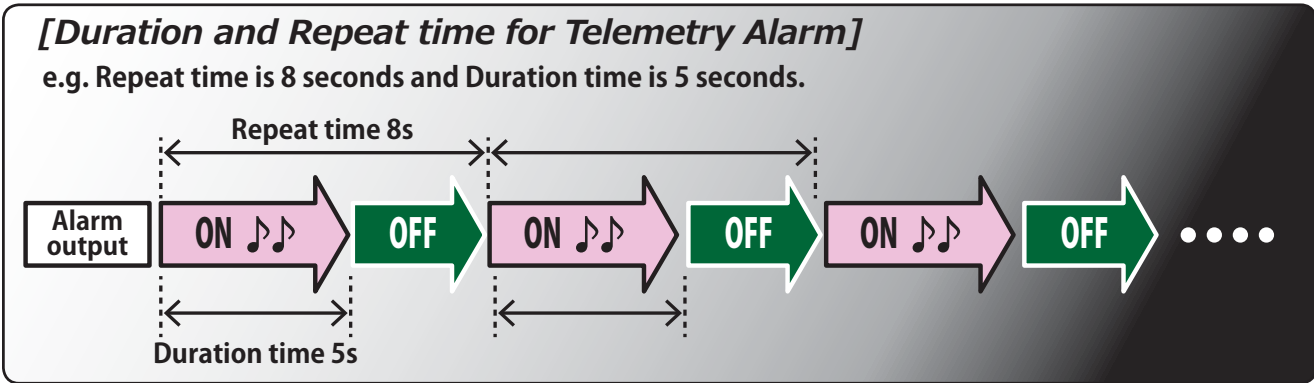 [Duration and Repeat time for Telemetry Alarm]
e.g. Repeat time is 8 seconds and Duration time is 5 seconds.
Repeat time 8s
Alarm
output
ON ♪♪
OFF
ON ♪♪
OFF
ON ♪♪
OFF
Duration time 5s